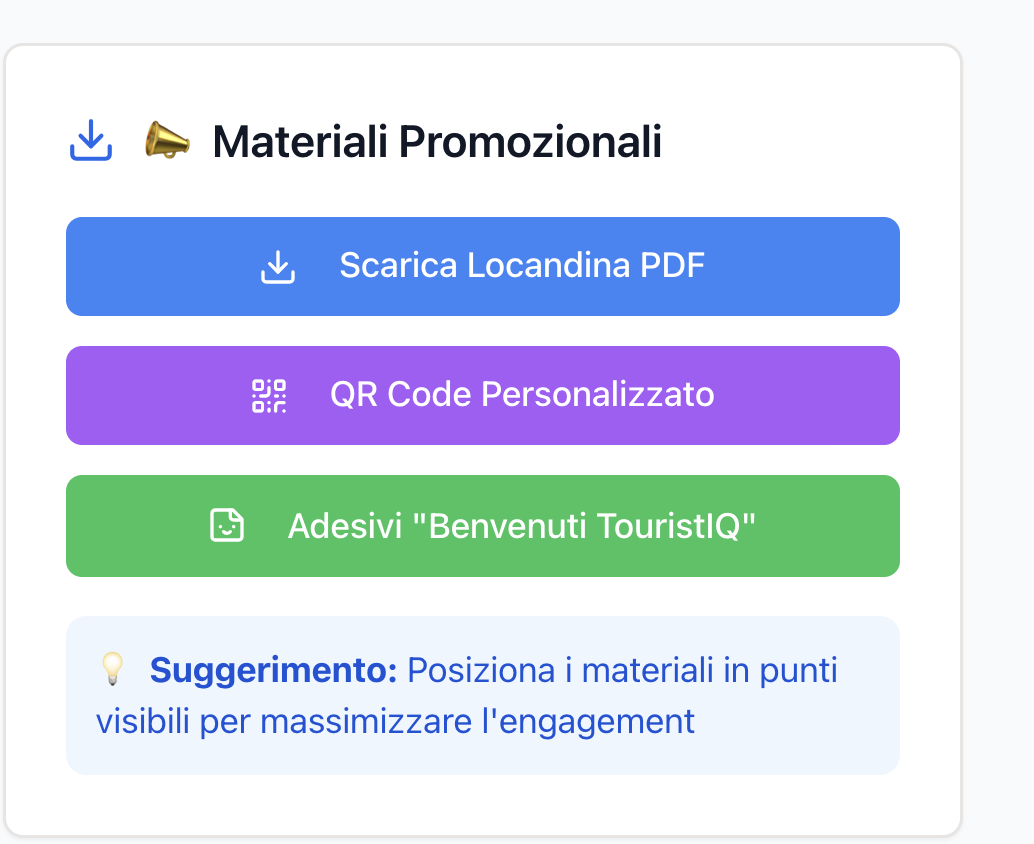 Materiali Promozionali
Scarica Locandina PDF
QR Code Personalizzato
Adesivi "Benvenuti TouristIQ"
Suggerimento: Posiziona i materiali in punti
visibili per massimizzare l'engagement